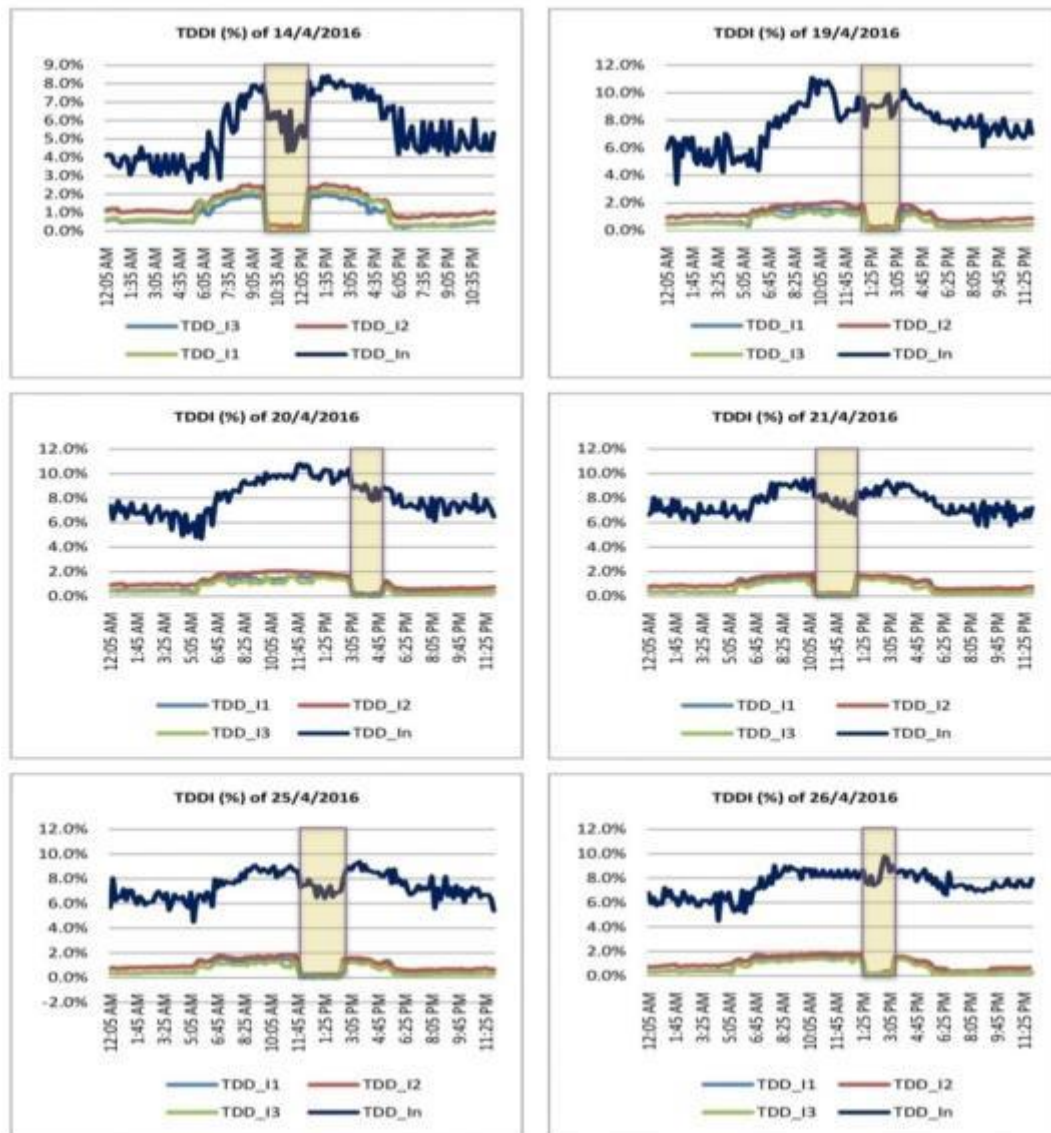 TDDI (%) of 14/4/2016
9.0%
8.0%
7.0%
6.0%
5.0%
4.0%
3.0%
2.0%
1.0%
0.0%
12:05 AM 1:35 AM 3:05 AM 4:35 AM 6:05 AM 7:35 AM 9:05 AM 10:35 AM 12:05 PM 1:35 PM 3:05 PM 4:35 PM 6:05 PM 7:35 PM 9:05 PM 10:35 PM
TDD_I3 TDD_I2
TDD_I1 TDD_In
TDDI (%) of 19/4/2016
12.0%
10.0%
8.0%
6.0%
4.0%
2.0%
0.0%
12:05 AM 1:45 AM 3:25 AM 5:05 AM 6:45 AM 8:25 AM 10:05 AM 11:45 AM 1:25 PM 3:05 PM 4:45 PM 6:25 PM 8:05 PM 9:45 PM 11:25 PM
TDD_I1 TDD_I2
TDD_I3 TDD_In
TDDI (%) of 20/4/2016
12.0%
10.0%
8.0%
6.0%
4.0%
2.0%
0.0%
12:05 AM 1:45 AM 3:25 AM 5:05 AM 6:45 AM 8:25 AM 10:05 AM 11:45 AM 1:25 PM 3:05 PM 4:45 PM 6:25 PM 8:05 PM 9:45 PM 11:25 PM
TDD_I1 TDD_I2
TDD_I3 TDD_In
TDDI (%) of 21/4/2016
12.0%
10.0%
8.0%
6.0%
4.0%
2.0%
0.0%
12:05 AM 1:45 AM 3:25 AM 5:05 AM 6:45 AM 8:25 AM 10:05 AM 11:45 AM 1:25 PM 3:05 PM 4:45 PM 6:25 PM 8:05 PM 9:45 PM 11:25 PM
TDD_I1 TDD_I2
TDD_I3 TDD_In
TDDI (%) of 25/4/2016
12.0%
10.0%
8.0%
6.0%
4.0%
2.0%
0.0%
-2.0%
12:05 AM 1:45 AM 3:25 AM 5:05 AM 6:45 AM 8:25 AM 10:05 AM 11:45 AM 1:25 PM 3:05 PM 4:45 PM 6:25 PM 8:05 PM 9:45 PM 11:25 PM
TDD_I1 TDD_I2
TDD_I3 TDD_In
TDDI (%) of 26/4/2016
12.0%
10.0%
8.0%
6.0%
4.0%
2.0%
0.0%
12:05 AM 1:45 AM 3:25 AM 5:05 AM 6:45 AM 8:25 AM 10:05 AM 11:45 AM 1:25 PM 3:05 PM 4:45 PM 6:25 PM 8:05 PM 9:45 PM 11:25 PM
TDD_I1 TDD_I2
TDD_I3 TDD_In